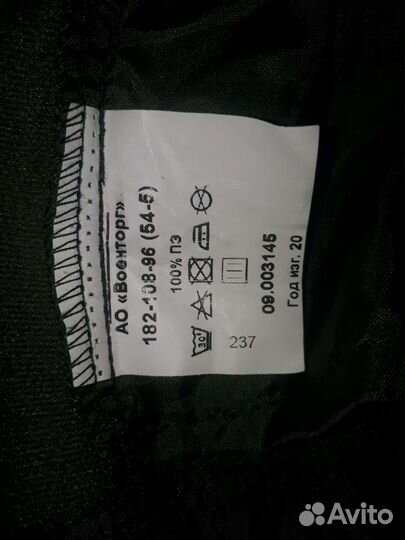 АО «Военторг»
182-108-96 (54-5)
100% ПЭ
30°
237
09.003145
Год изг. 20
Avito